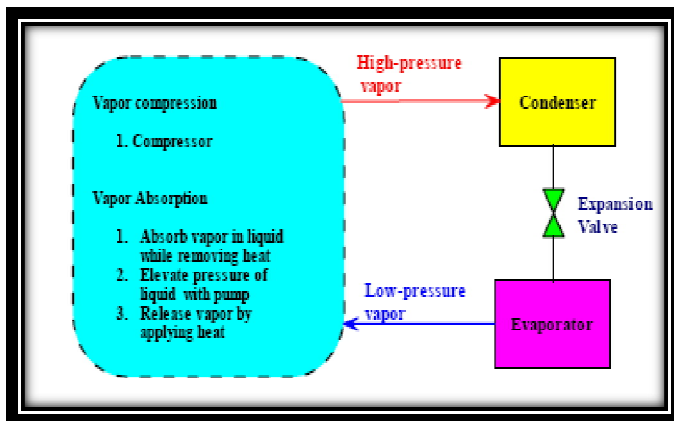 Vapor compression
1. Compressor
Vapor Absorption
1. Absorb vapor in liquid
while removing heat
2. Elevate pressure of
liquid with pump
3. Release vapor by
applying heat
High-pressure
vapor
Condenser
Expansion
Valve
Low-pressure
vapor
Evaporator